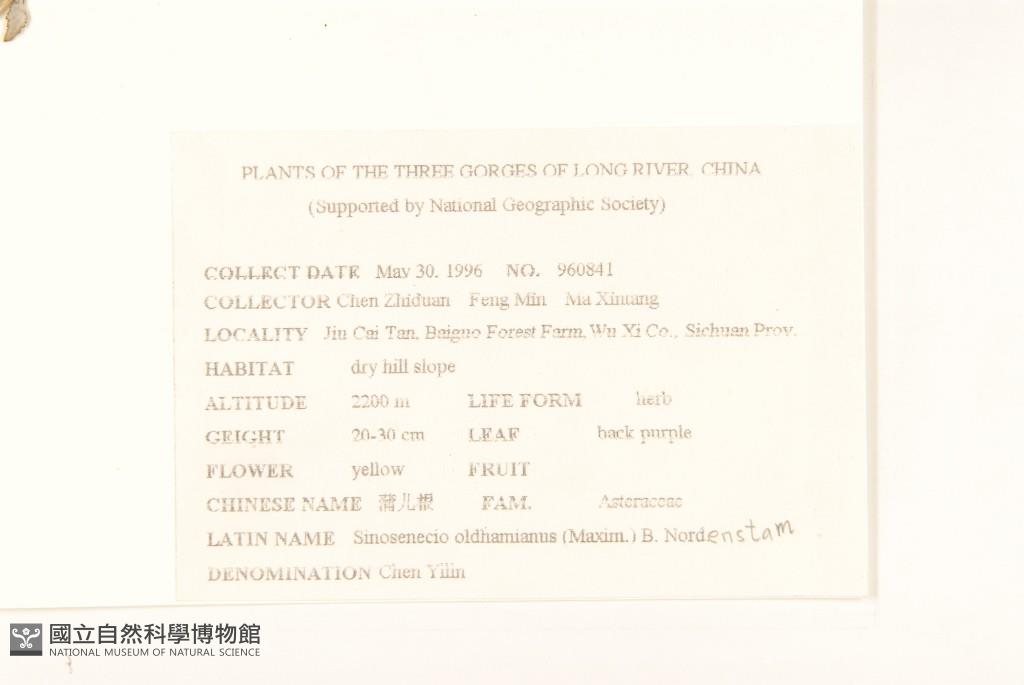 PLANTS OF THE THREE GORGES OF LONG RIVER, CHINA
(Supported by National Geographic Society)
COLLECT DATE May 30. 1996 NO. 960841
COLLECTOR Chen Zhiduan Feng Min Ma Xintang
LOCALITY Jin Cai Tan, Baiguo Forest Farm, Wu Xi Co., Sichuan Prov.
HABITAT dry hill slope
ALTITUDE 2200 m LIFE FORM herb
GEIGHT 20-30 cm LEAF back purple
FLOWER yellow FRUIT
CHINESE NAME 蒲儿根 FAM. Asteraceae
LATIN NAME Sinosenecio oldhamianus (Maxim.) B. Nordenstam
DENOMINATION Chen Yilin
國立自然科學博物館
NATIONAL MUSEUM OF NATURAL SCIENCE